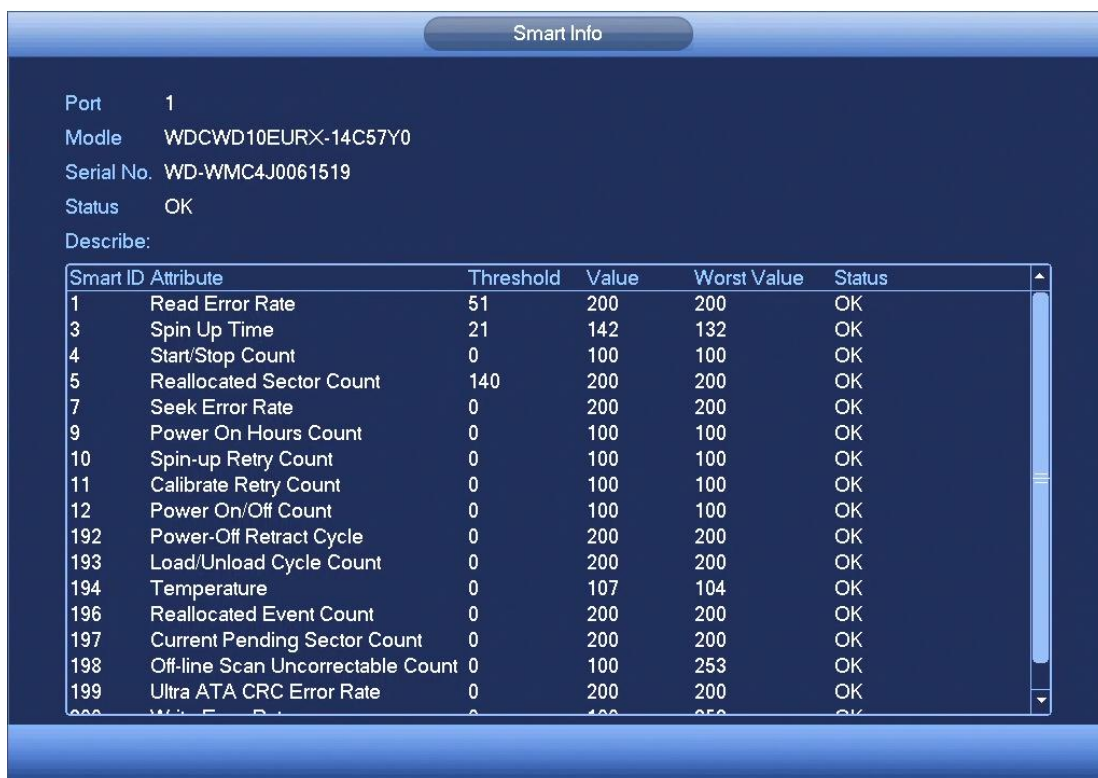 Smart Info
Port 1
Modle WDCWD10EURX-14C57Y0
Serial No. WD-WMC4J0061519
Status OK
Describe:
Smart ID Attribute Threshold Value Worst Value Status
1 Read Error Rate 51 200 200 OK
3 Spin Up Time 21 142 132 OK
4 Start/Stop Count 0 100 100 OK
5 Reallocated Sector Count 140 200 200 OK
7 Seek Error Rate 0 200 200 OK
9 Power On Hours Count 0 100 100 OK
10 Spin-up Retry Count 0 100 100 OK
11 Calibrate Retry Count 0 100 100 OK
12 Power On/Off Count 0 100 100 OK
192 Power-Off Retract Cycle 0 200 200 OK
193 Load/Unload Cycle Count 0 200 200 OK
194 Temperature 0 107 104 OK
196 Reallocated Event Count 0 200 200 OK
197 Current Pending Sector Count 0 200 200 OK
198 Off-line Scan Uncorrectable Count 0 100 253 OK
199 Ultra ATA CRC Error Rate 0 200 200 OK